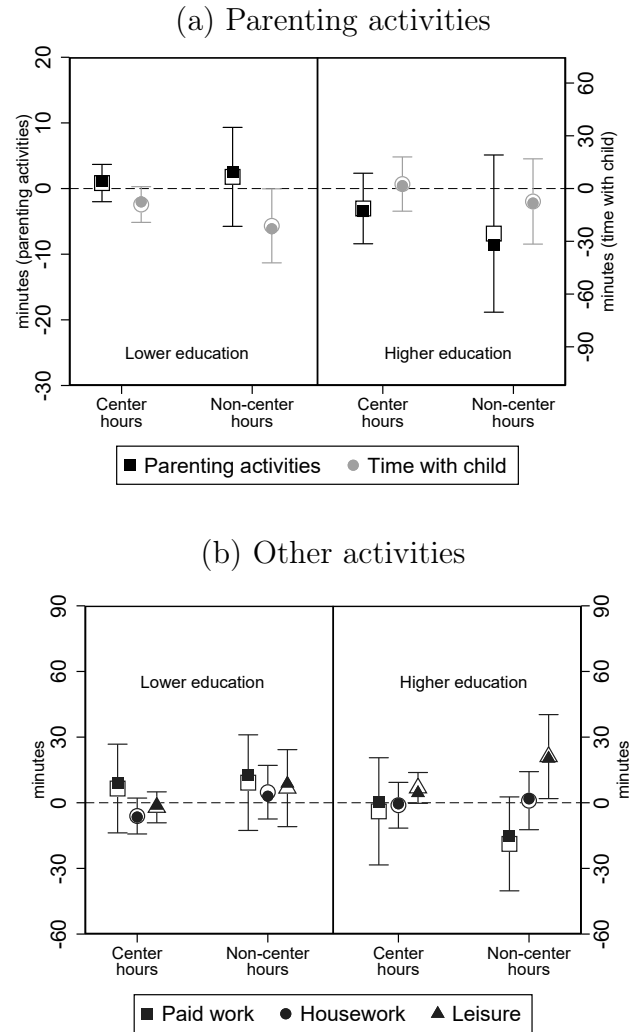 (a) Parenting activities
20
10
0
-10
-20
-30
minutes (parenting activities)
60
30
0
-30
-60
-90
minutes (time with child)
Lower education
Higher education
Center hours
Non-center hours
Center hours
Non-center hours
Parenting activities
Time with child
(b) Other activities
90
60
30
0
-30
-60
minutes
90
60
30
0
-30
-60
minutes
Lower education
Higher education
Center hours
Non-center hours
Center hours
Non-center hours
Paid work
Housework
Leisure